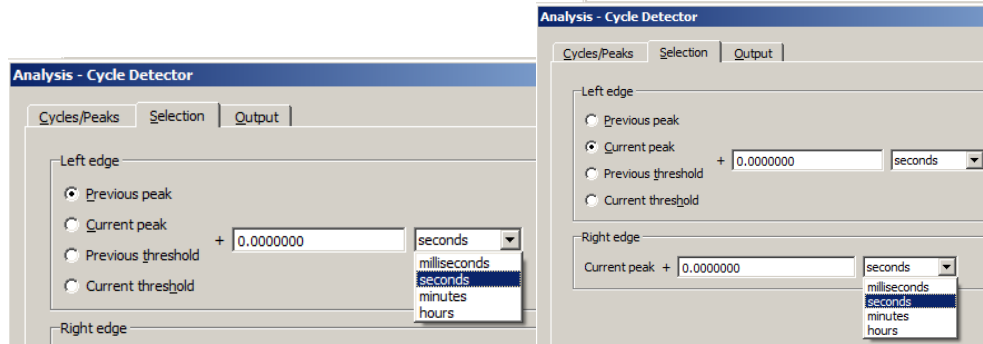 Analysis - Cycle Detector
Cycles/Peaks Selection Output
Left edge
Previous peak
Current peak
+ 0.0000000 seconds
Previous threshold
Current threshold
milliseconds
seconds
minutes
hours
Right edge
Analysis - Cycle Detector
Cycles/Peaks Selection Output
Left edge
Previous peak
Current peak
+ 0.0000000 seconds
Previous threshold
Current threshold
Right edge
Current peak + 0.0000000 seconds
milliseconds
seconds
minutes
hours